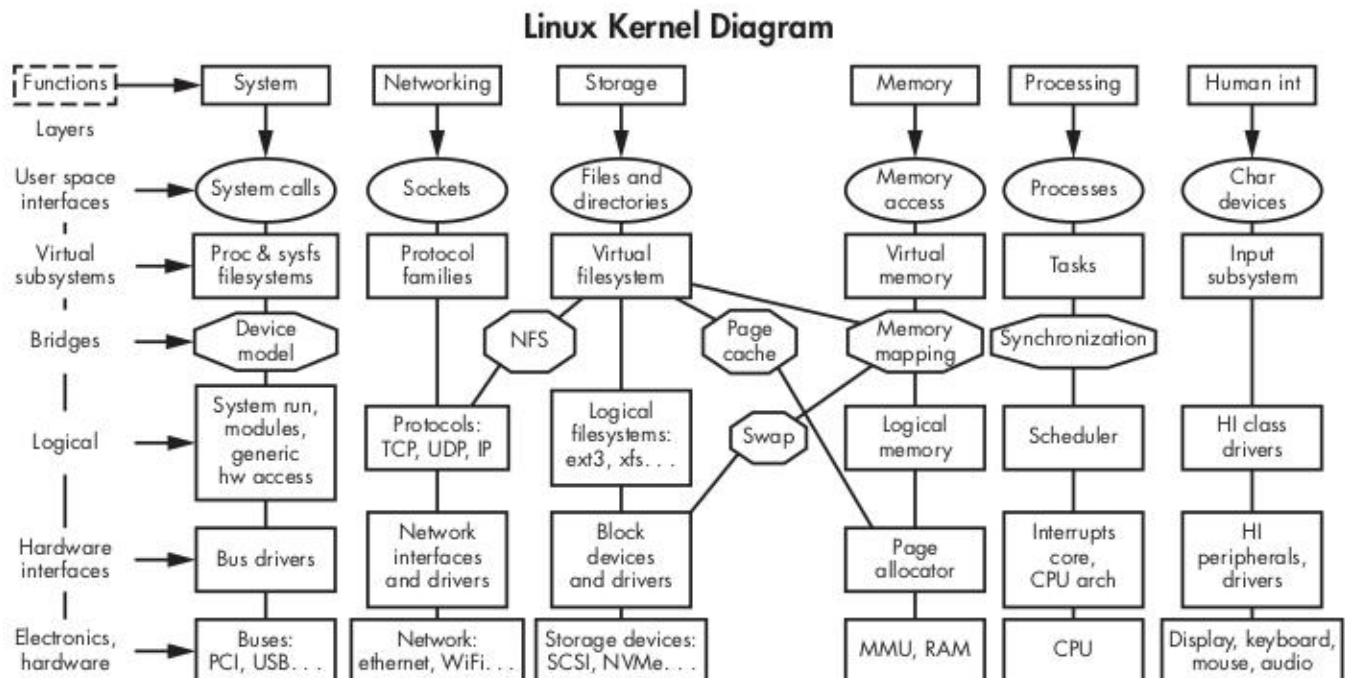 Linux Kernel Diagram
Functions
System
Networking
Storage
Memory
Processing
Human int
Layers
User space
interfaces
System calls
Sockets
Files and
directories
Memory
access
Processes
Char
devices
Virtual
subsystems
Proc & sysfs
filesystems
Protocol
families
Virtual
filesystem
Virtual
memory
Tasks
Input
subsystem
Bridges
Device
model
NFS
Page
cache
Memory
mapping
Synchronization
Logical
System run,
modules,
generic
hw access
Protocols:
TCP, UDP, IP
Logical
filesystems:
ext3, xfs. . .
Swap
Logical
memory
Scheduler
HI class
drivers
Hardware
interfaces
Bus drivers
Network
interfaces
and drivers
Block
devices
and drivers
Page
allocator
Interrupts
core,
CPU arch
HI
peripherals,
drivers
Electronics,
hardware
Buses:
PCI, USB. . .
Network:
ethernet, WiFi. . .
Storage devices:
SCSI, NVMe. . .
MMU, RAM
CPU
Display, keyboard,
mouse, audio